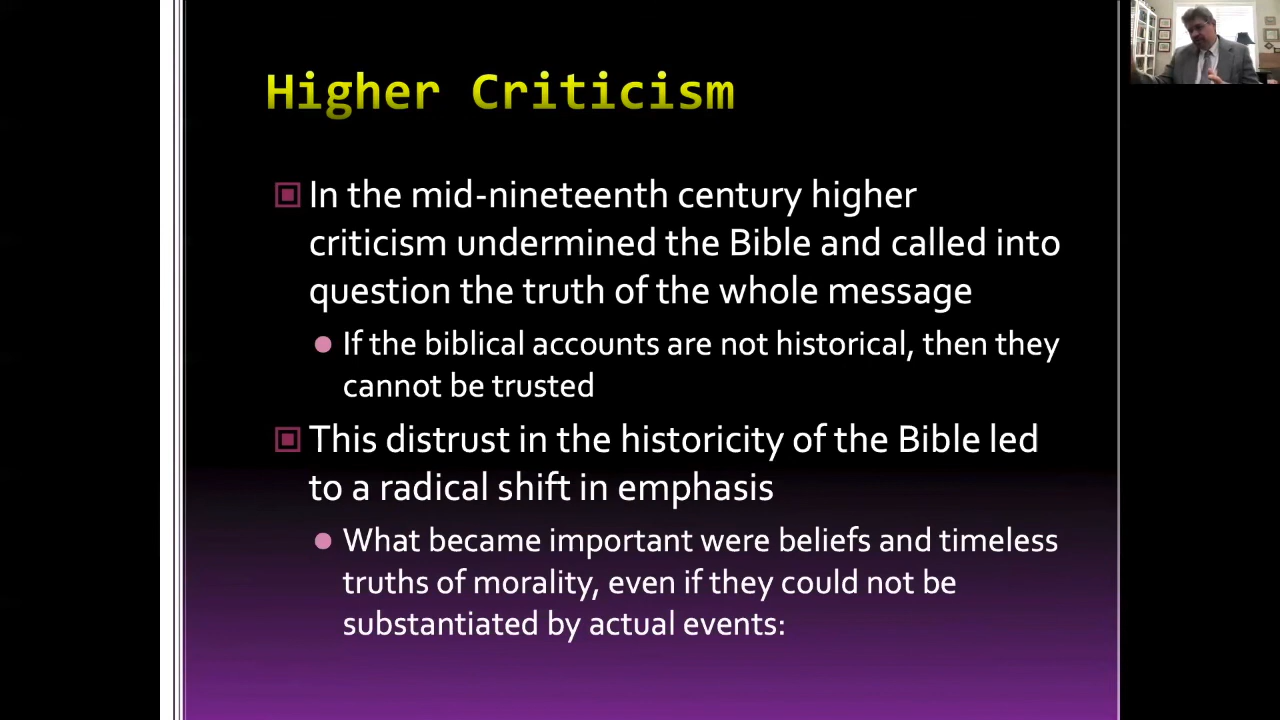 Higher Criticism
In the mid-nineteenth century higher
criticism undermined the Bible and called into
question the truth of the whole message
If the biblical accounts are not historical, then they
cannot be trusted
This distrust in the historicity of the Bible led
to a radical shift in emphasis
What became important were beliefs and timeless
truths of morality, even if they could not be
substantiated by actual events: